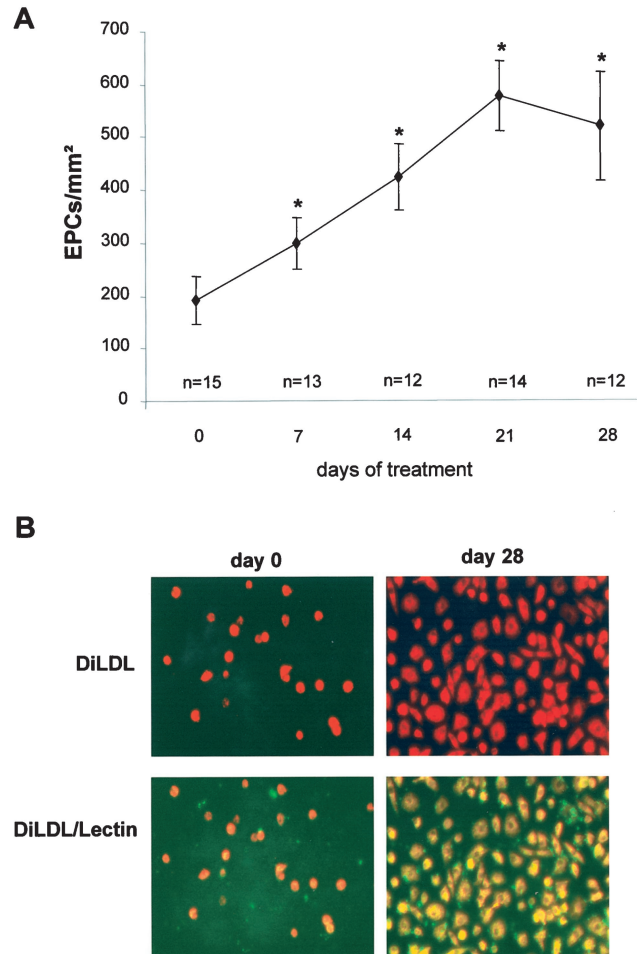 A
700
600
500
400
300
200
100
0
EPCs/mm²
*
*
*
*
n=15 n=13 n=12 n=14 n=12
0 7 14 21 28
days of treatment
B
day 0 day 28
DiLDL
DiLDL/Lectin